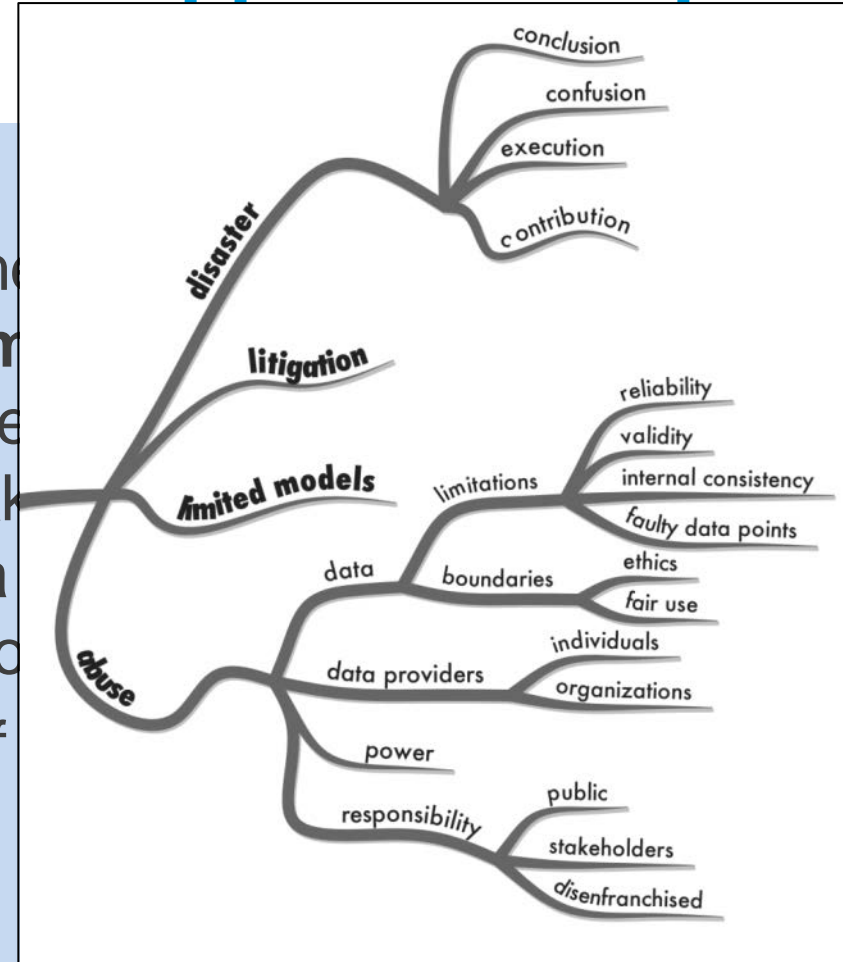 conclusion
confusion
execution
contribution
disaster
litigation
limited models
reliability
validity
internal consistency
faulty data points
limitations
ethics
fair use
boundaries
data
individuals
organizations
data providers
abuse
power
public
stakeholders
disenfranchised
responsibility